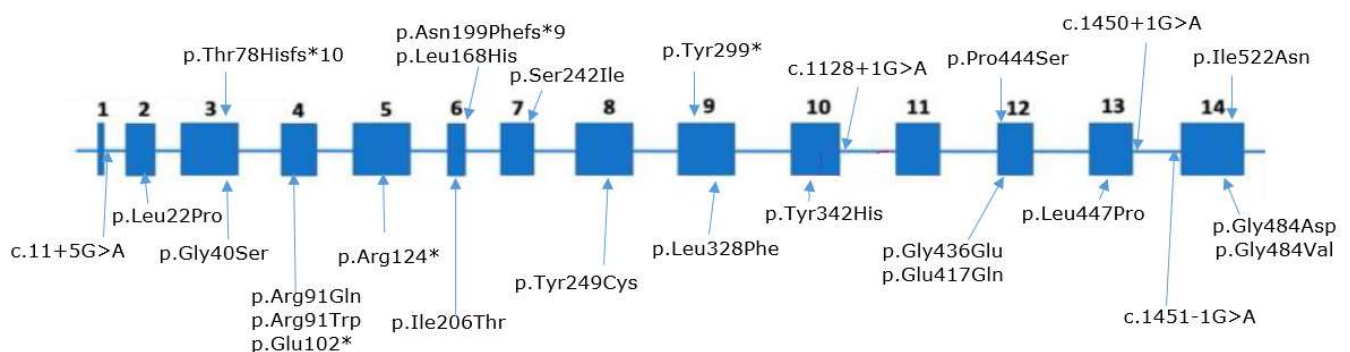 p.Asn199Phefs*9
p.Thr78Hisfs*10
p.Leu168His
p.Ser242Ile
p.Tyr299*
c.1128+1G>A
p.Pro444Ser
c.1450+1G>A
p.Ile522Asn
1 2 3 4 5 6 7 8 9 10 11 12 13 14
c.11+5G>A
p.Leu22Pro
p.Gly40Ser
p.Arg91Gln
p.Arg91Trp
p.Glu102*
p.Arg124*
p.Ile206Thr
p.Tyr249Cys
p.Leu328Phe
p.Tyr342His
p.Gly436Glu
p.Glu417Gln
p.Leu447Pro
c.1451-1G>A
p.Gly484Asp
p.Gly484Val